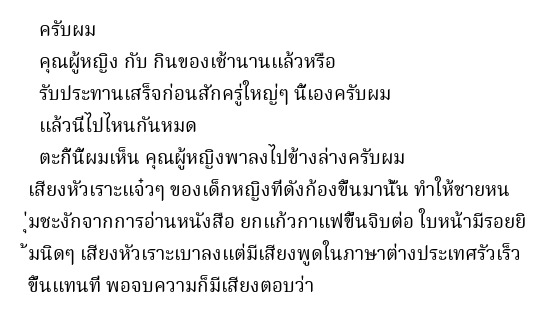 ครับผม
คุณผู้หญิง กับ กินของเช้านานแล้วหรือ
รับประทานเสร็จก่อนสักครู่ใหญ่ๆ นี้เองครับผม
แล้วนี่ไปไหนกันหมด
ตะกี้นี้ผมเห็น คุณผู้หญิงพาลงไปข้างล่างครับผม
เสียงหัวเราะแจ๋วๆ ของเด็กหญิงที่ดังก้องขึ้นมานั้น ทำให้ชายหน
ุ่มชะงักจากการอ่านหนังสือ ยกแก้วกาแฟขึ้นจิบต่อ ใบหน้ามีรอยยิ
้มนิดๆ เสียงหัวเราะเบาลงแต่มีเสียงพูดในภาษาต่างประเทศรัวเร็ว
ขึ้นแทนที่ พอจบความก็มีเสียงตอบว่า